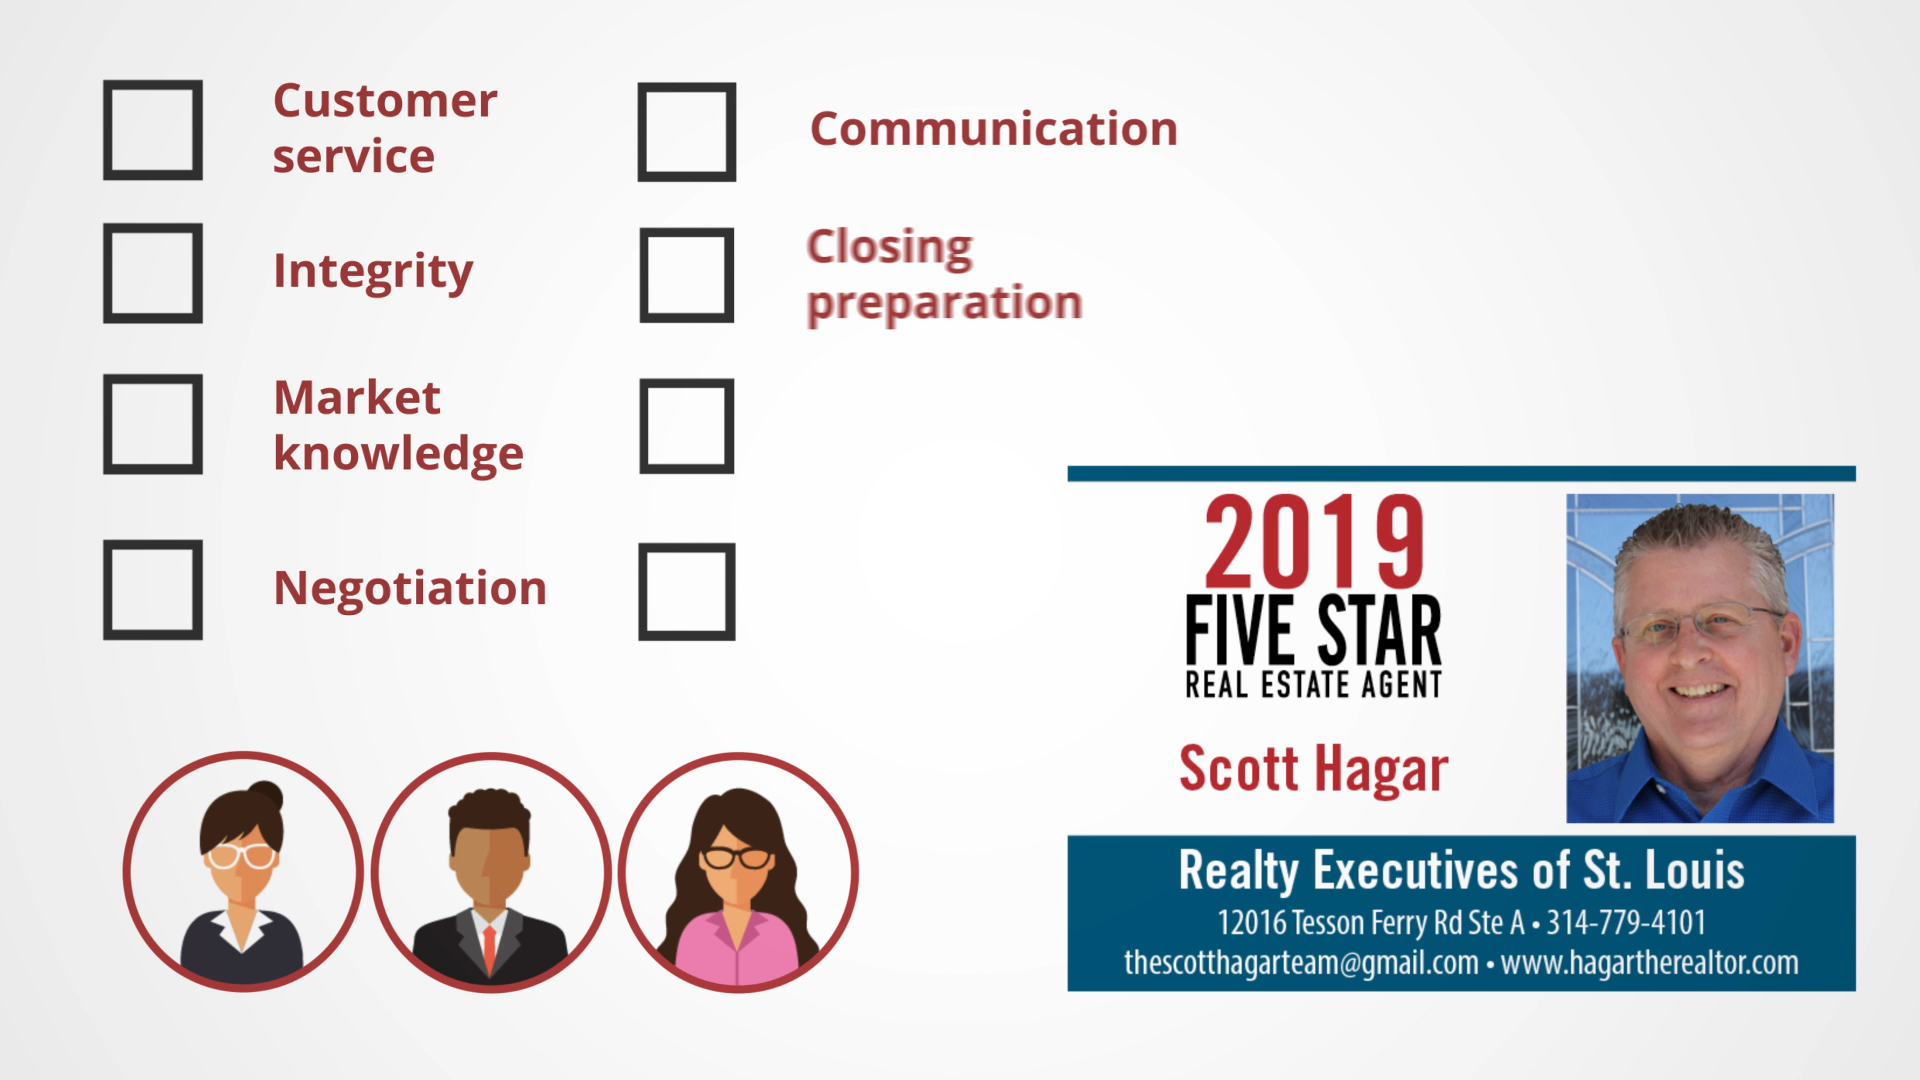 Customer
service
Integrity
Market
knowledge
Negotiation
Communication
Closing
preparation
2019
FIVE STAR
REAL ESTATE AGENT
Scott Hagar
Realty Executives of St. Louis
12016 Tesson Ferry Rd Ste A • 314-779-4101
thescotthagarteam@gmail.com • www.hagartherealtor.com